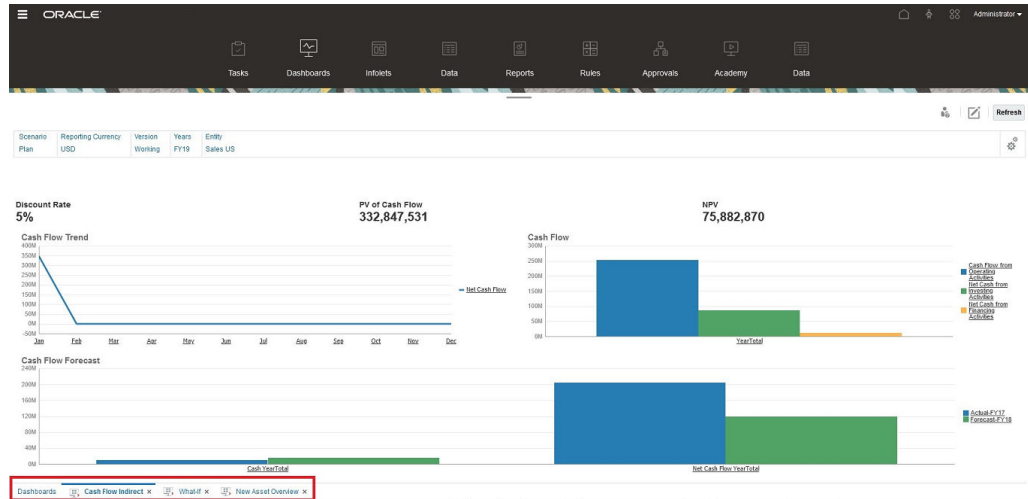 ORACLE
Administrator
Tasks Dashboards Infolets Data Reports Rules Approvals Academy Data
Refresh
Scenario Reporting Currency Version Years Entity
Plan USD Working FY19 Sales US
Discount Rate PV of Cash Flow NPV
5% 332,847,531 75,882,870
Cash Flow Trend
400M
350M
300M
250M
200M
150M
100M
50M
0M
-50M
Jan Feb Mar Apr May Jun Jul Aug Sep Oct Nov Dec
Net Cash Flow
Cash Flow
300M
250M
200M
150M
100M
50M
0M
YearTotal
Cash Flow from
Operating
Activities
Net Cash from
Investing
Activities
Net Cash from
Financing
Activities
Cash Flow Forecast
240M
200M
160M
120M
80M
40M
0M
Cash YearTotal Net Cash Flow YearTotal
Actual-FY17
Forecast-FY18
Dashboards Cash Flow Indirect × What-If × New Asset Overview ×